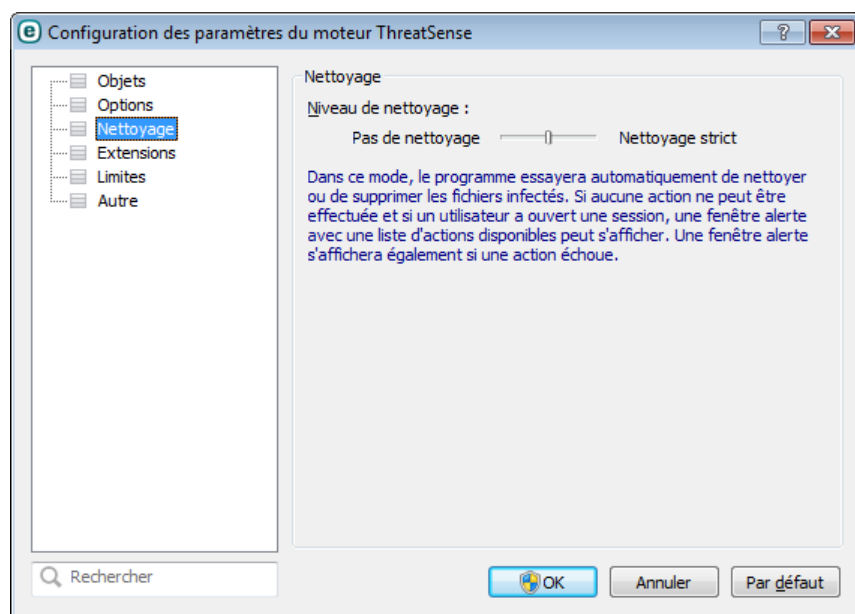 Configuration des paramètres du moteur ThreatSense
Objets
Options
Nettoyage
Extensions
Limites
Autre
Nettoyage
Niveau de nettoyage :
Pas de nettoyage
Nettoyage strict
Dans ce mode, le programme essayera automatiquement de nettoyer
ou de supprimer les fichiers infectés. Si aucune action ne peut être
effectuée et si un utilisateur a ouvert une session, une fenêtre alerte
avec une liste d'actions disponibles peut s'afficher. Une fenêtre alerte
s'affichera également si une action échoue.
Rechercher
OK
Annuler
Par défaut